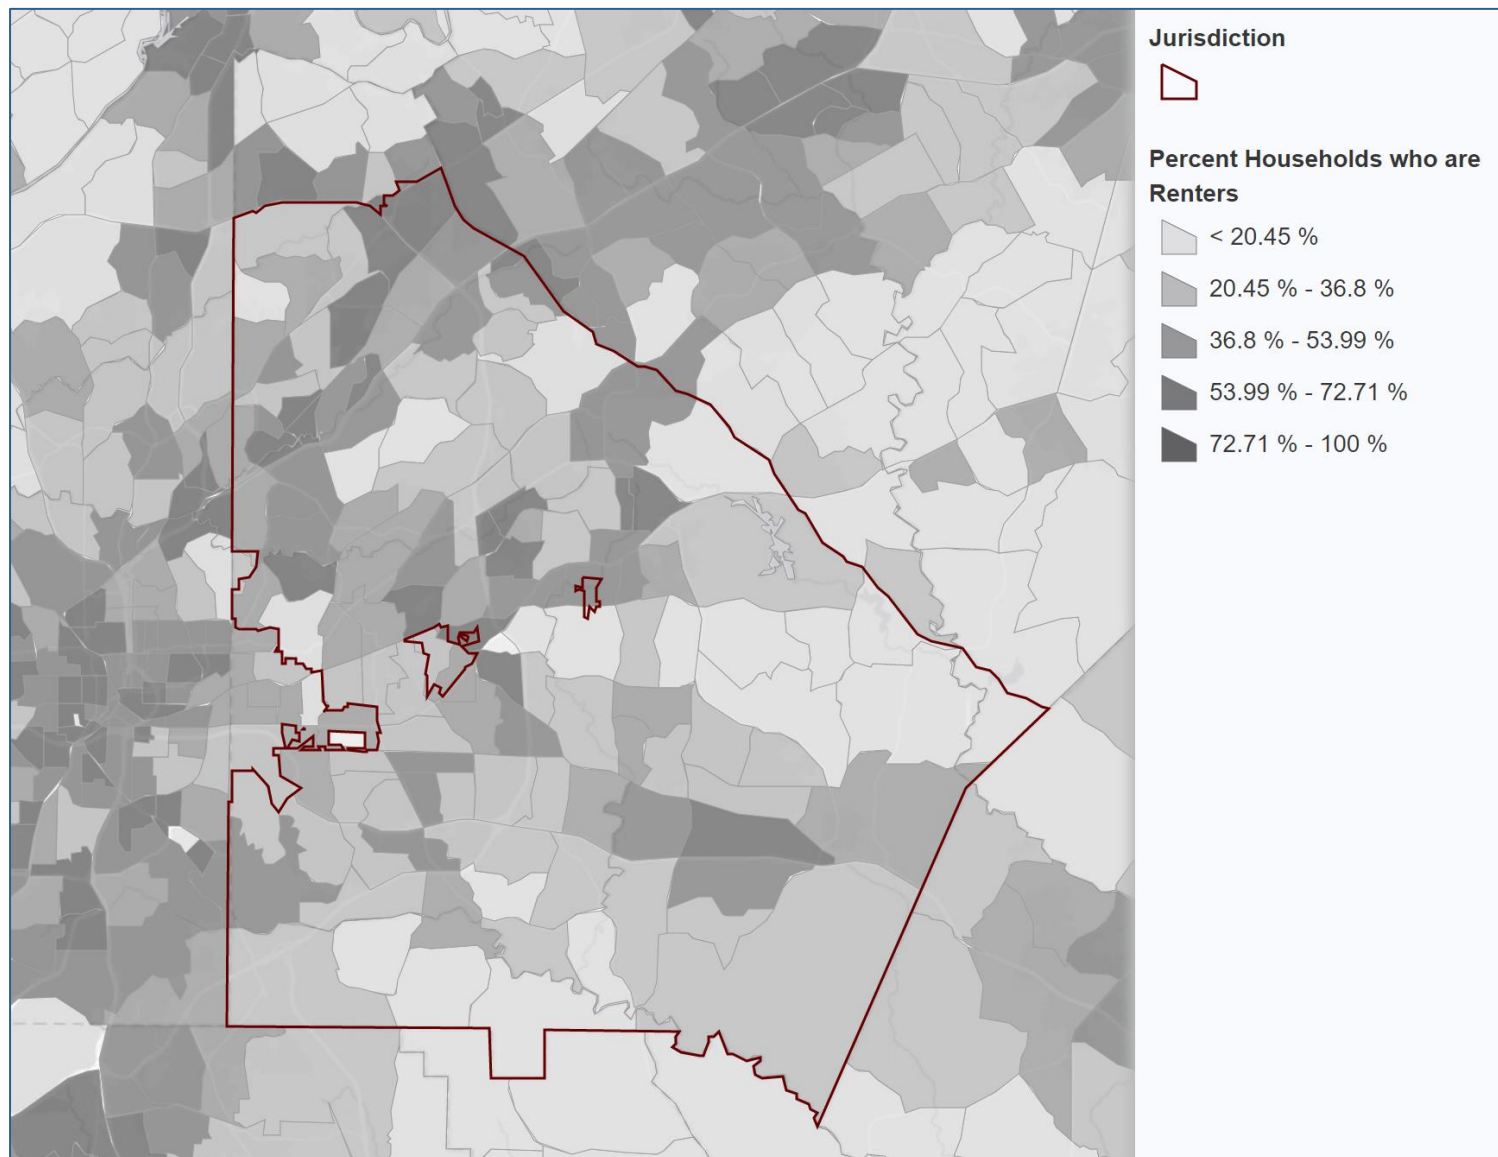 Jurisdiction
Percent Households who are
Renters
< 20.45 %
20.45 % - 36.8 %
36.8 % - 53.99 %
53.99 % - 72.71 %
72.71 % - 100 %